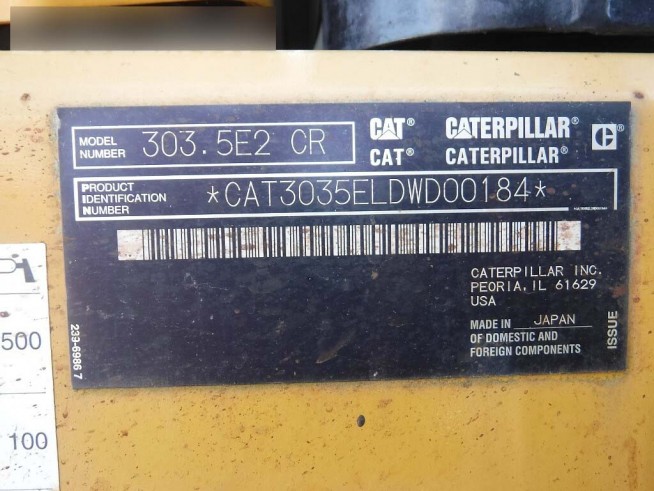 MODEL NUMBER 303.5E2 CR
CAT® CATERPILLAR® C®
CAT® CATERPILLAR®
PRODUCT IDENTIFICATION NUMBER *CAT3035ELDWD00184*
CATERPILLAR INC.
PEORIA, IL 61629
USA
MADE IN JAPAN
OF DOMESTIC AND
FOREIGN COMPONENTS
ISSUE
239-6986 7
500
100